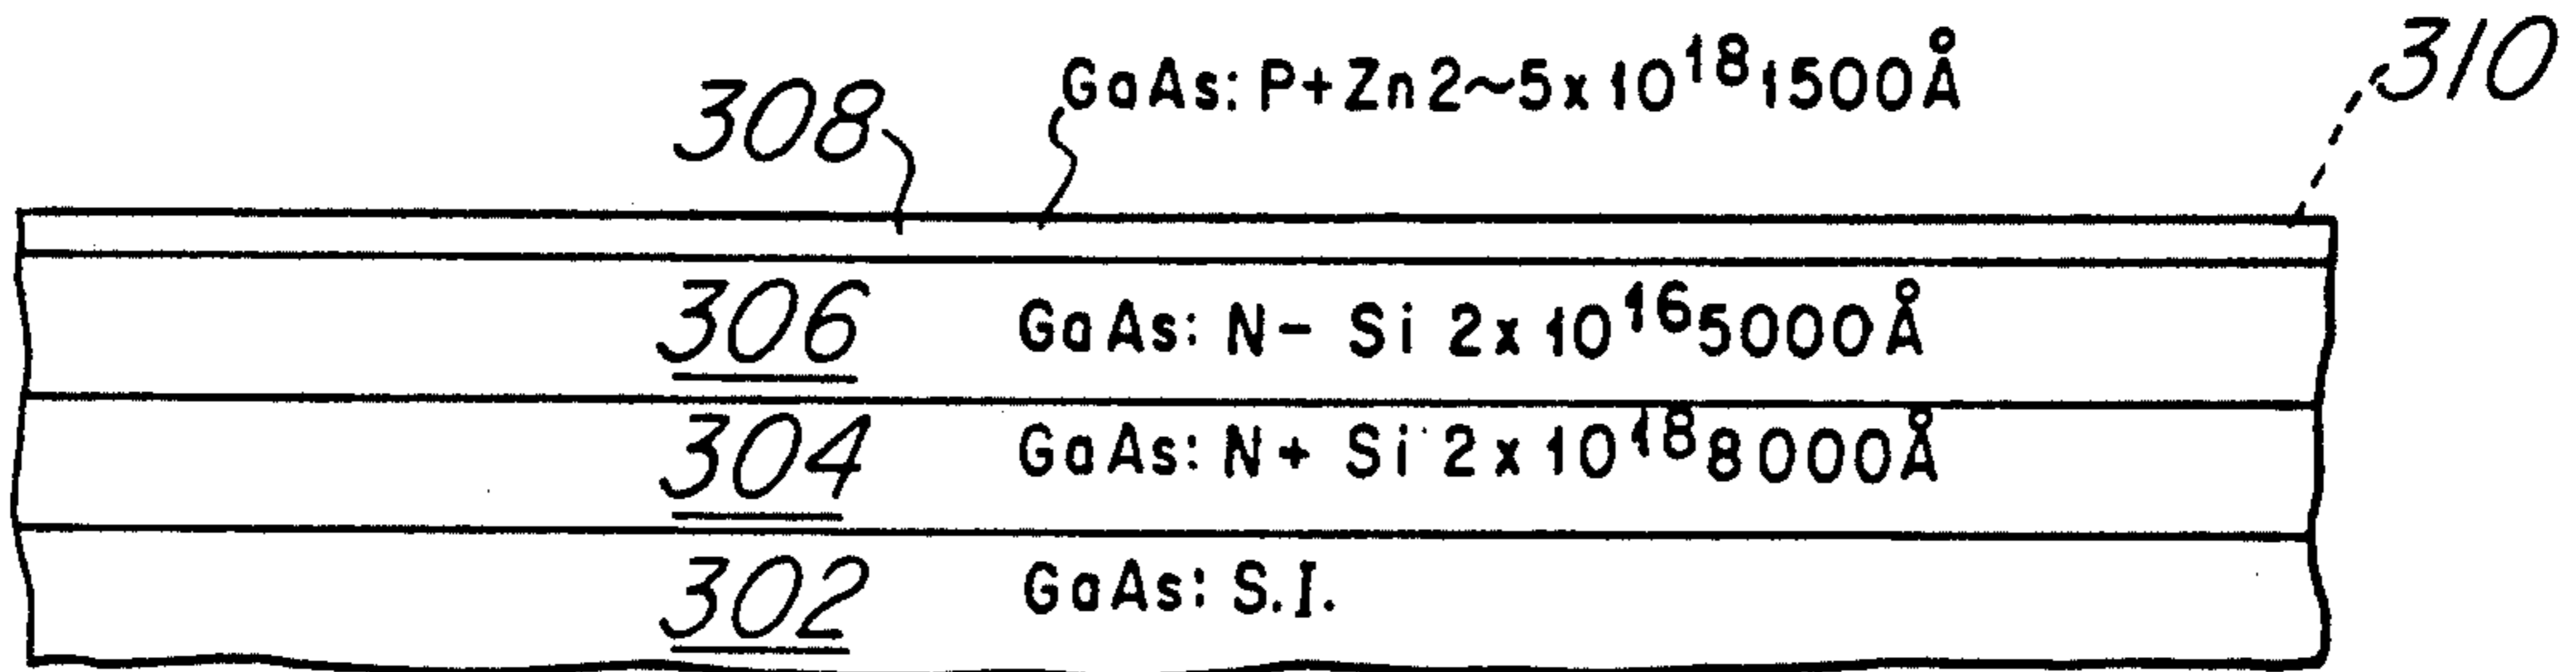 310
308 GaAs: P+Zn 2~5x10¹⁸ 1500Å
306 GaAs: N- Si 2x10¹⁶ 5000Å
304 GaAs: N+ Si 2x10¹⁸ 8000Å
302 GaAs: S.I.